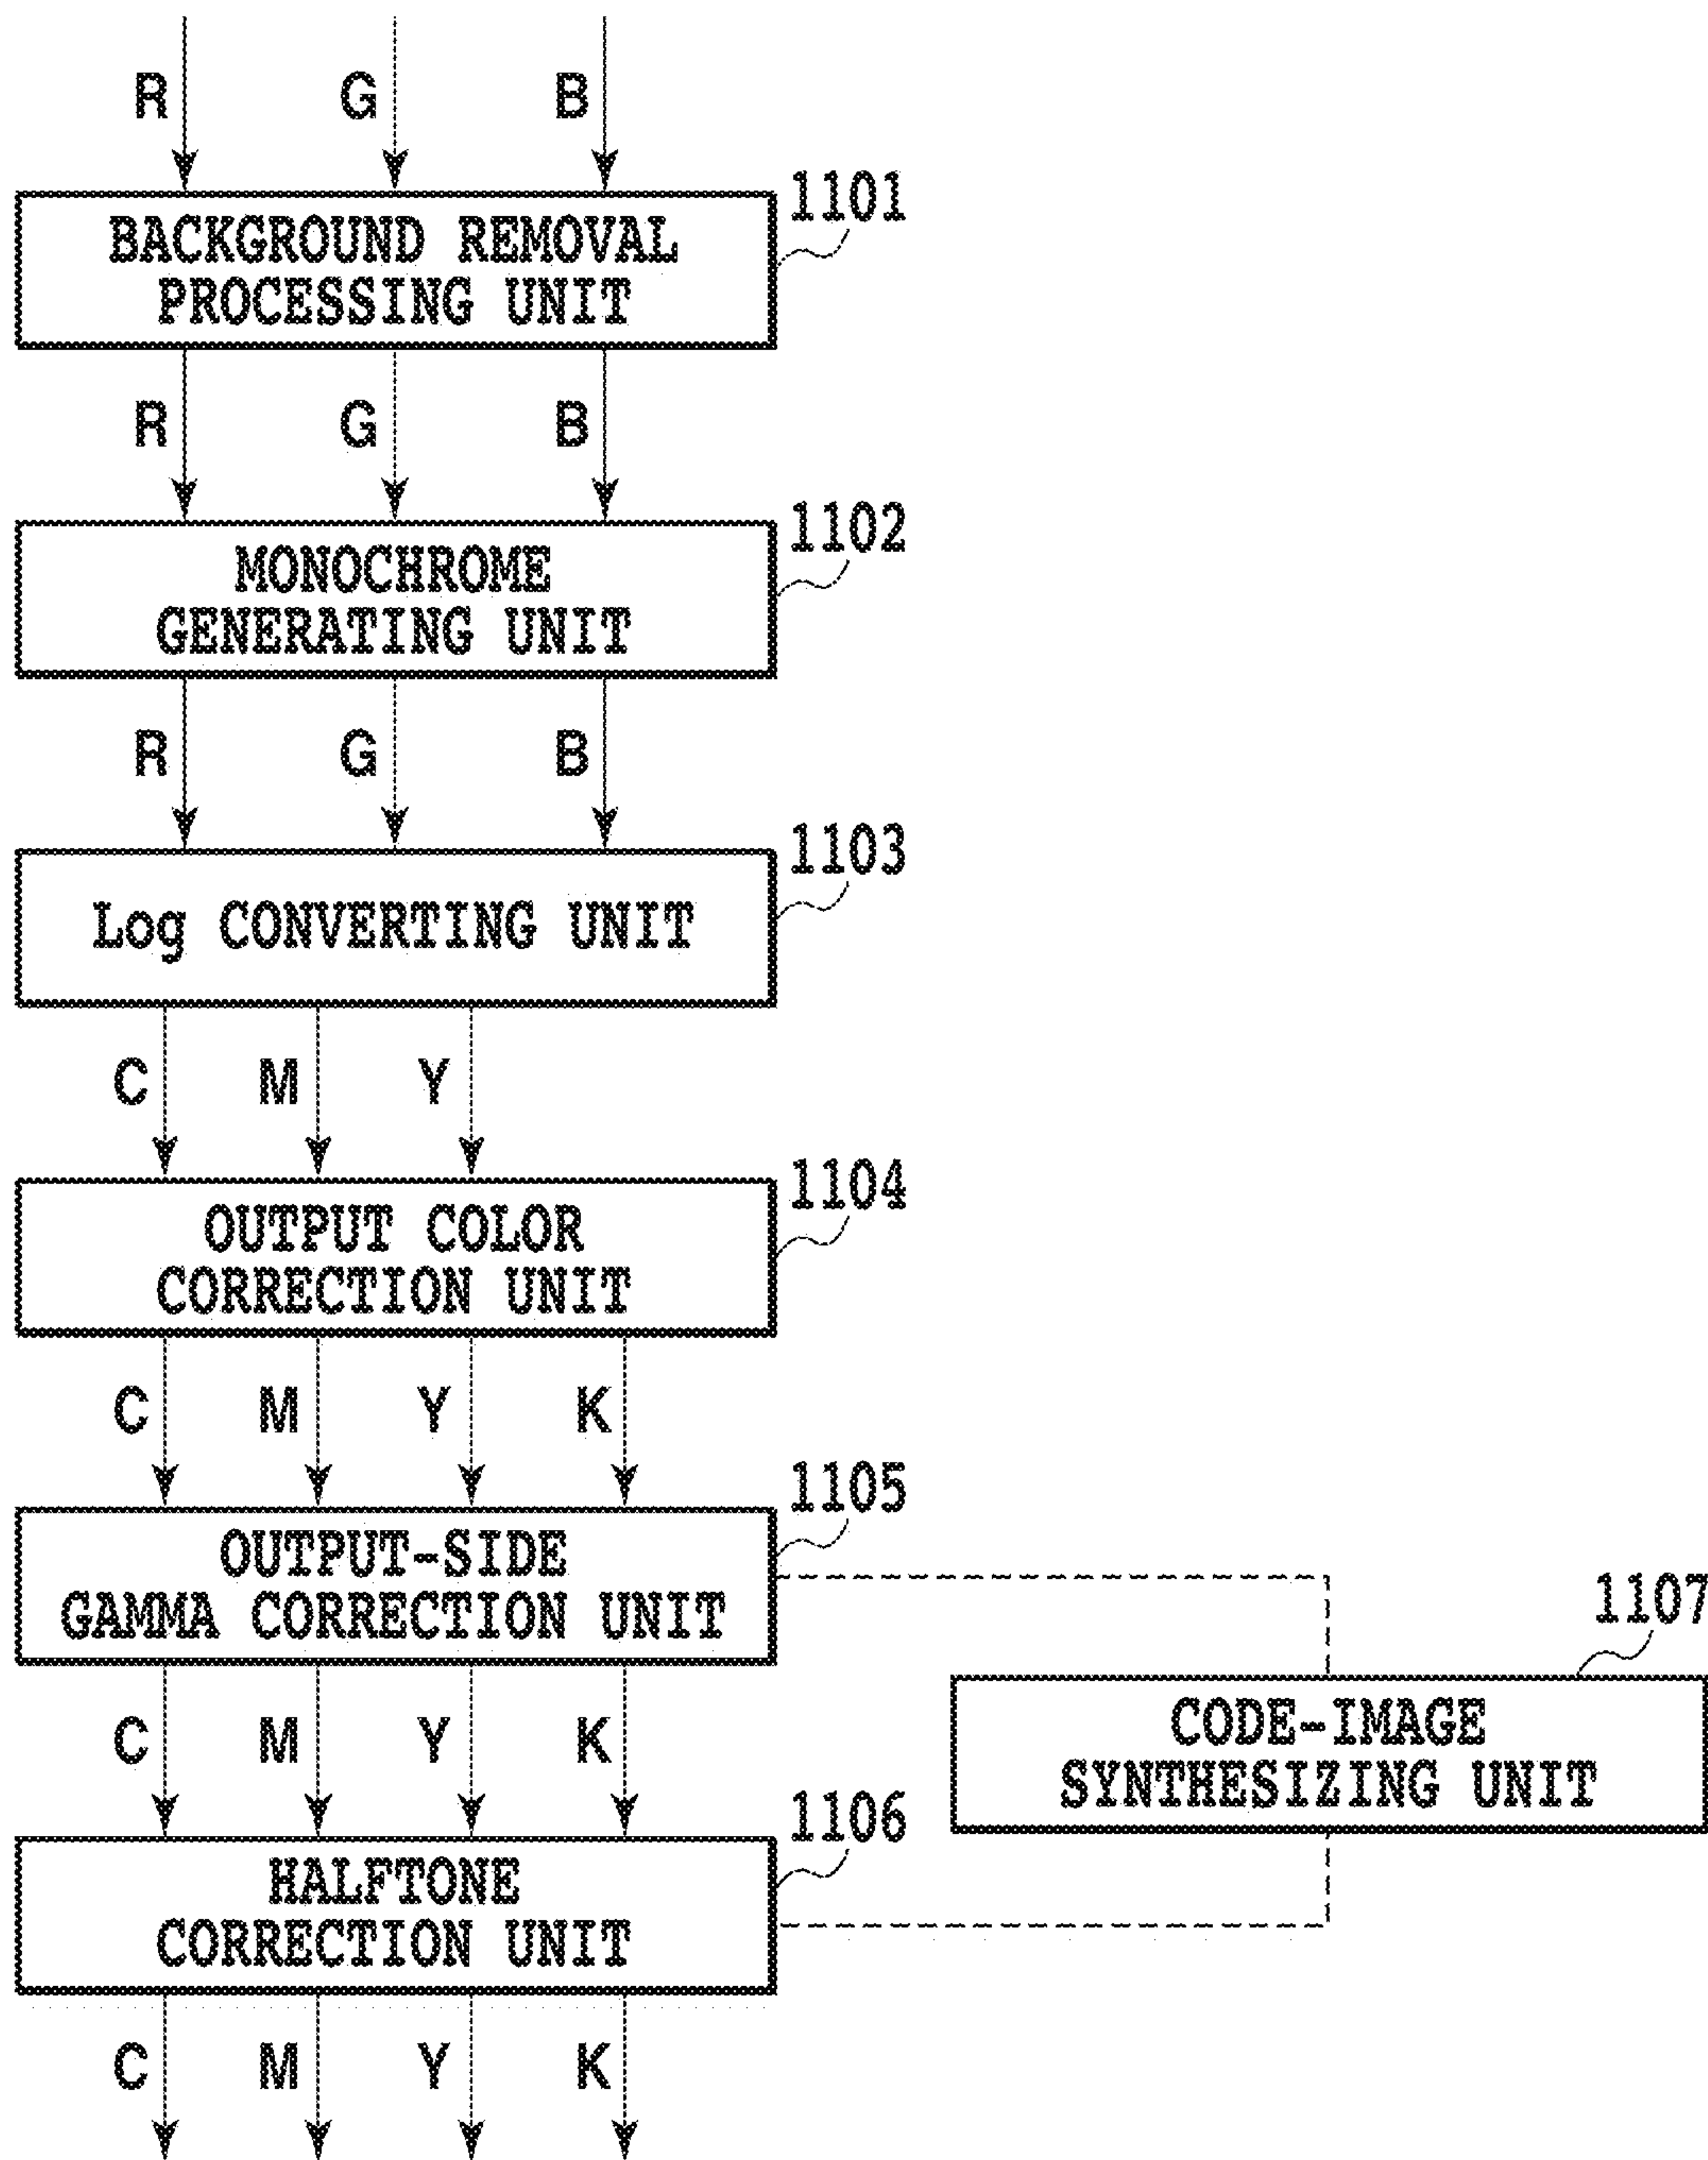 R G B
1101
BACKGROUND REMOVAL
PROCESSING UNIT
R G B
1102
MONOCHROME
GENERATING UNIT
R G B
1103
Log CONVERTING UNIT
C M Y
1104
OUTPUT COLOR
CORRECTION UNIT
C M Y K
1105
OUTPUT-SIDE
GAMMA CORRECTION UNIT
1107
CODE-IMAGE
SYNTHESIZING UNIT
C M Y K
1106
HALFTONE
CORRECTION UNIT
C M Y K